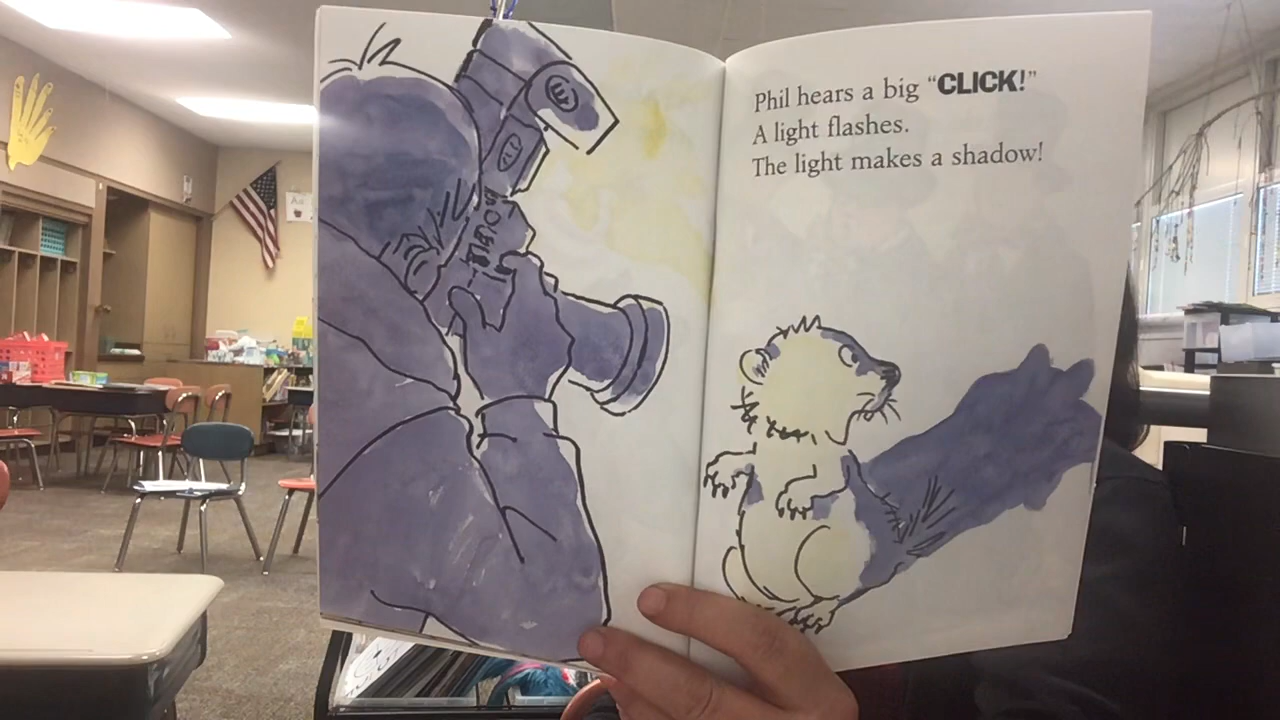 Phil hears a big “CLICK!”
A light flashes.
The light makes a shadow!